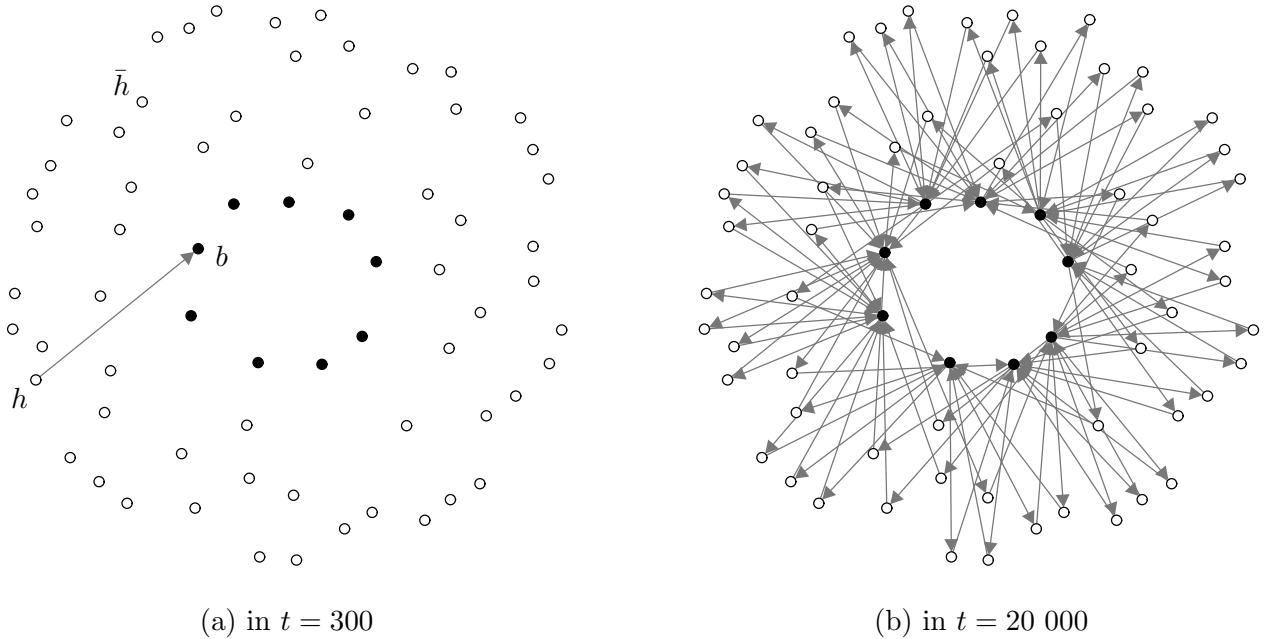 h̄
b
h
(a) in t = 300
(b) in t = 20 000